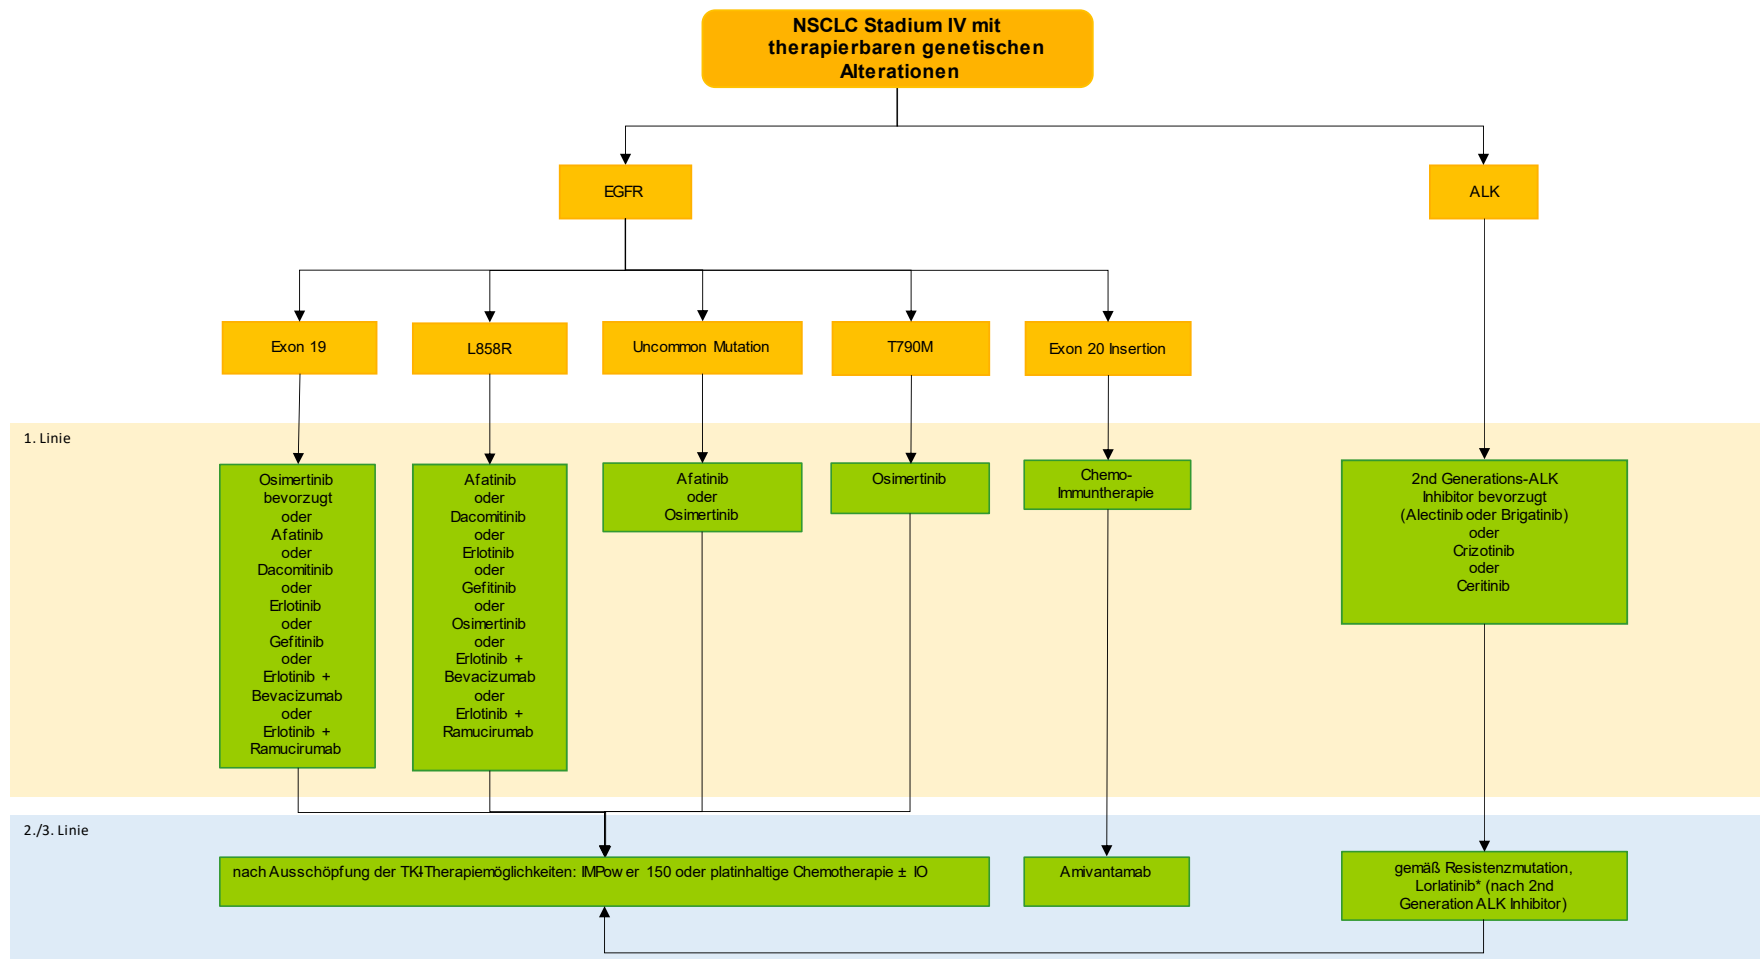 NSCLC Stadium IV mit
therapierbaren genetischen
Alterationen
EGFR
ALK
Exon 19
L858R
Uncommon Mutation
T790M
Exon 20 Insertion
1. Linie
Osimertinib
bevorzugt
oder
Afatinib
oder
Dacomitinib
oder
Erlotinib
oder
Gefitinib
oder
Erlotinib +
Bevacizumab
oder
Erlotinib +
Ramucirumab
Afatinib
oder
Dacomitinib
oder
Erlotinib
oder
Gefitinib
oder
Osimertinib
oder
Erlotinib +
Bevacizumab
oder
Erlotinib +
Ramucirumab
Afatinib
oder
Osimertinib
Osimertinib
Chemo-
Immuntherapie
2nd Generations-ALK
Inhibitor bevorzugt
(Alectinib oder Brigatinib)
oder
Crizotinib
oder
Ceritinib
2./3. Linie
nach Ausschöpfung der TKI-Therapiemöglichkeiten: IMPower 150 oder platinhaltige Chemotherapie ± IO
Amivantamab
gemäß Resistenzmutation,
Lorlatinib* (nach 2nd
Generation ALK Inhibitor)